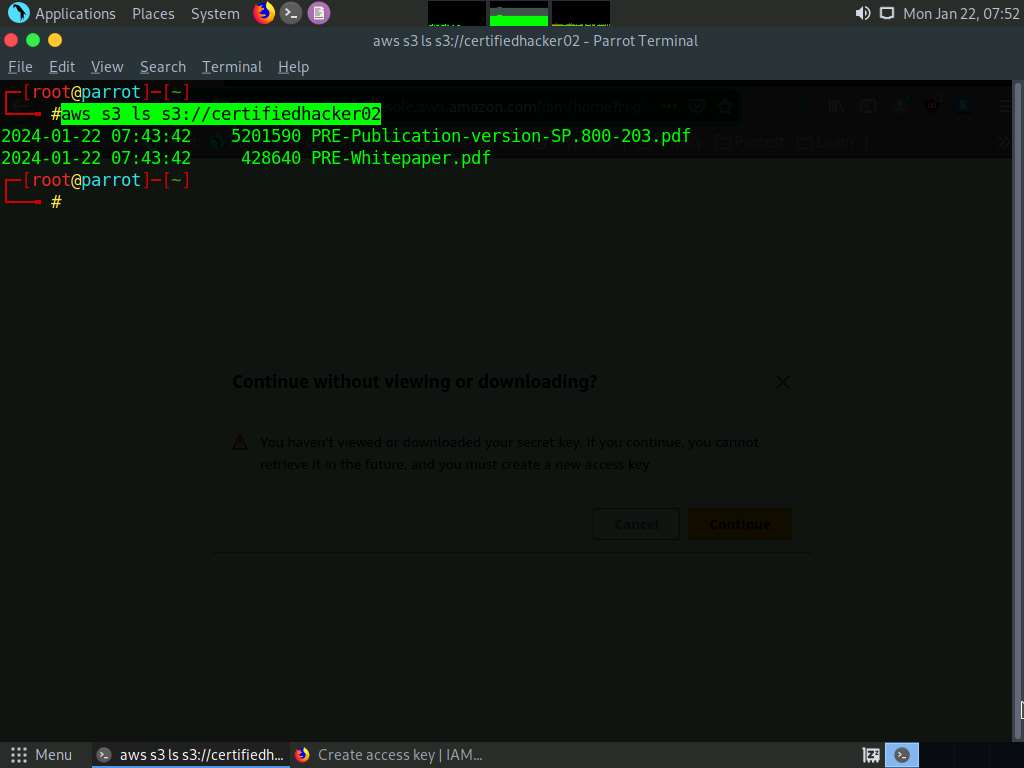 Applications Places System
Mon Jan 22, 07:52
aws s3 ls s3://certifiedhacker02 - Parrot Terminal
File Edit View Search Terminal Help
[root@parrot]─[~]
#aws s3 ls s3://certifiedhacker02
2024-01-22 07:43:42    5201590 PRE-Publication-version-SP.800-203.pdf
2024-01-22 07:43:42     428640 PRE-Whitepaper.pdf
[root@parrot]─[~]
#
Continue without viewing or downloading?
You haven't viewed or downloaded your secret key. If you continue, you cannot
retrieve it in the future, and you must create a new access key
Cancel Continue
Menu aws s3 ls s3://certifiedh... Create access key | IAM...